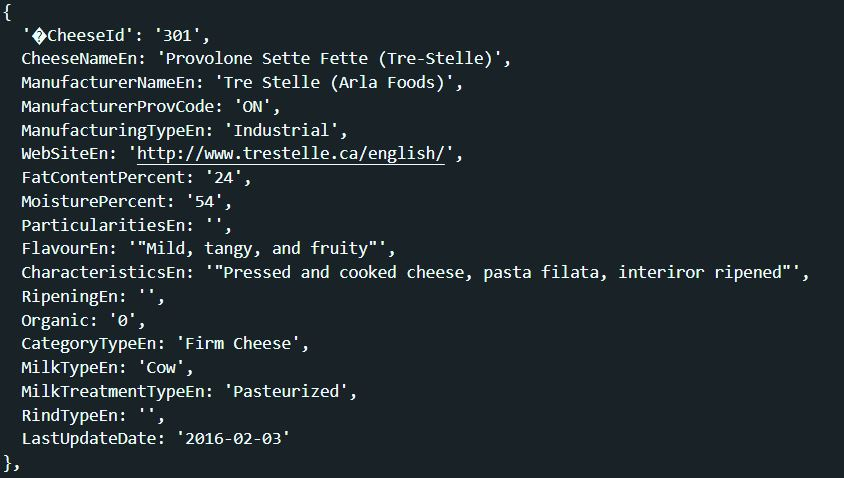 {
'�CheeseId': '301',
CheeseNameEn: 'Provolone Sette Fette (Tre-Stelle)',
ManufacturerNameEn: 'Tre Stelle (Arla Foods)',
ManufacturerProvCode: 'ON',
ManufacturingTypeEn: 'Industrial',
WebSiteEn: 'http://www.trestelle.ca/english/',
FatContentPercent: '24',
MoisturePercent: '54',
ParticularitiesEn: '',
FlavourEn: '"Mild, tangy, and fruity"',
CharacteristicsEn: '"Pressed and cooked cheese, pasta filata, interiror ripened"',
RipeningEn: '',
Organic: '0',
CategoryTypeEn: 'Firm Cheese',
MilkTypeEn: 'Cow',
MilkTreatmentTypeEn: 'Pasteurized',
RindTypeEn: '',
LastUpdateDate: '2016-02-03'
},